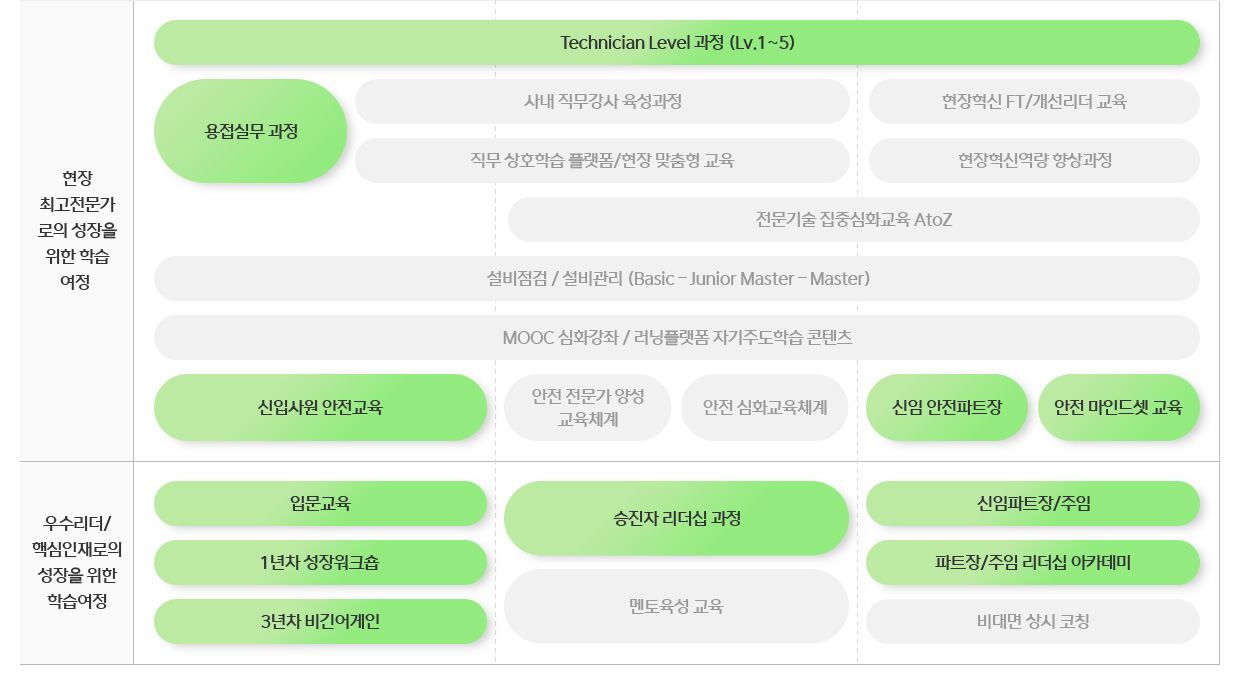 현장
최고전문가
로의 성장을
위한 학습
여정
Technician Level 과정 (Lv.1~5)
용접실무 과정
사내 직무강사 육성과정
현장혁신 FT/개선리더 교육
직무 상호학습 플랫폼/현장 맞춤형 교육
현장혁신역량 향상과정
전문기술 집중심화교육 AtoZ
설비점검 / 설비관리 (Basic – Junior Master – Master)
MOOC 심화강좌 / 러닝플랫폼 자기주도학습 콘텐츠
신입사원 안전교육
안전 전문가 양성
교육체계
안전 심화교육체계
신임 안전파트장
안전 마인드셋 교육
우수리더/
핵심인재로의
성장을 위한
학습여정
입문교육
1년차 성장워크숍
3년차 비긴어게인
승진자 리더십 과정
멘토육성 교육
신임파트장/주임
파트장/주임 리더십 아카데미
비대면 상시 코칭